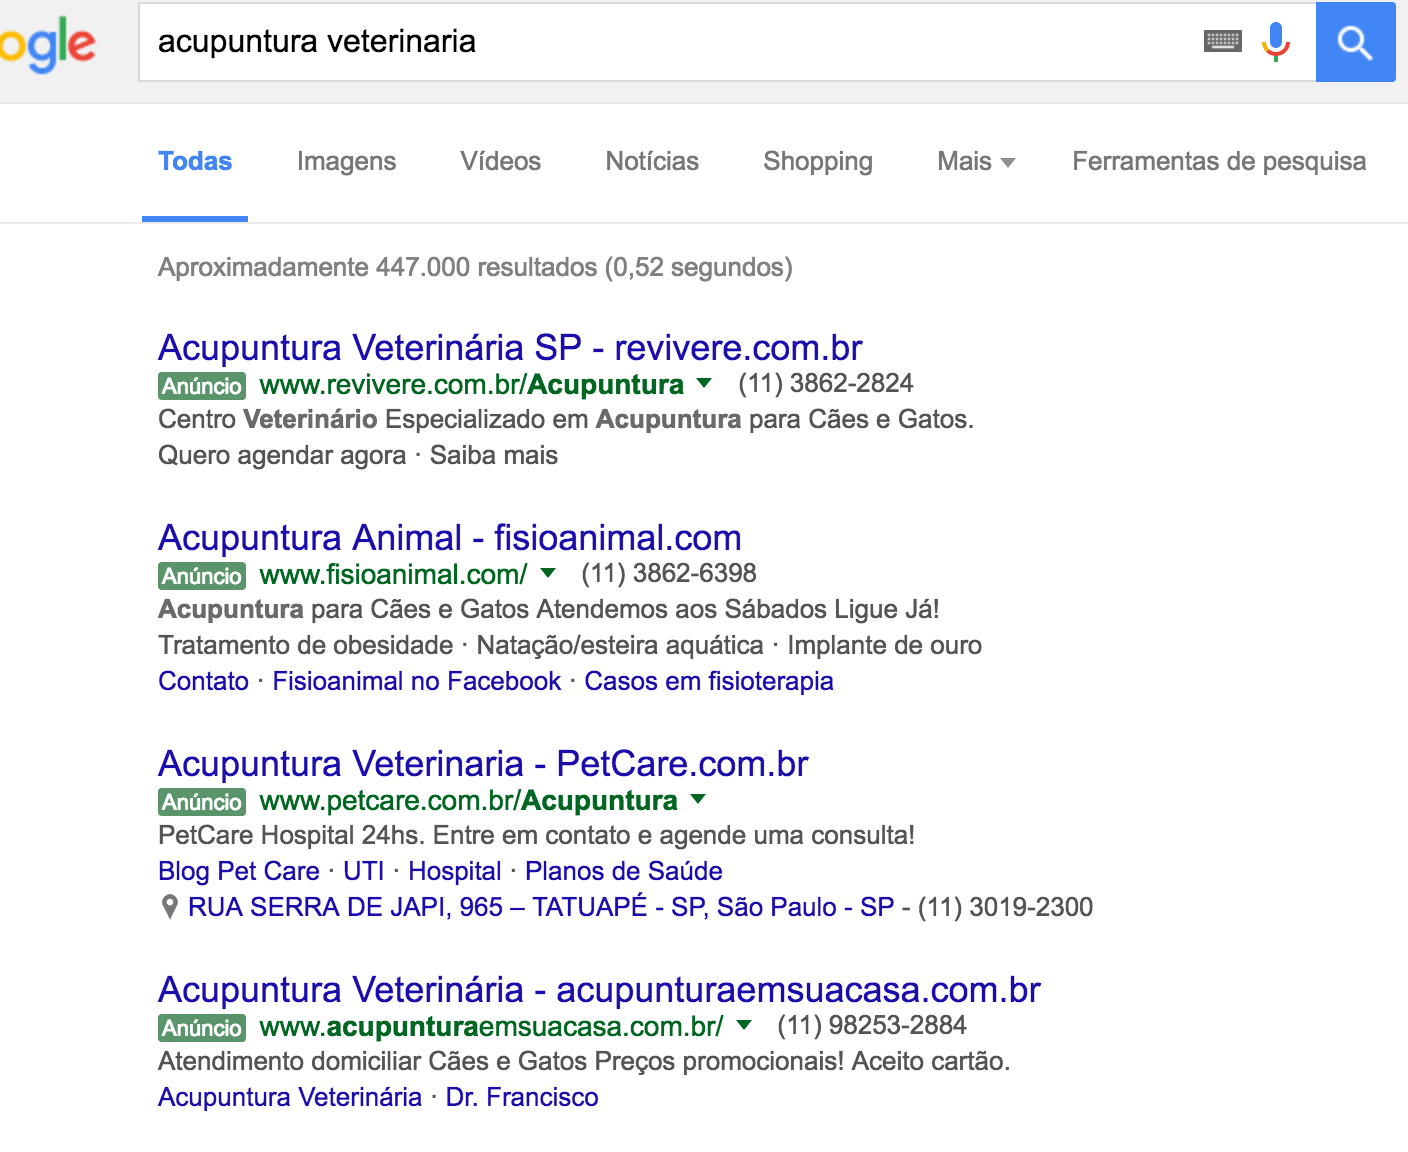 ogle
acupuntura veterinaria
Todas Imagens Vídeos Notícias Shopping Mais Ferramentas de pesquisa
Aproximadamente 447.000 resultados (0,52 segundos)
Acupuntura Veterinária SP - revivere.com.br
Anúncio www.revivere.com.br/Acupuntura (11) 3862-2824
Centro Veterinário Especializado em Acupuntura para Cães e Gatos.
Quero agendar agora · Saiba mais
Acupuntura Animal - fisioanimal.com
Anúncio www.fisioanimal.com/ (11) 3862-6398
Acupuntura para Cães e Gatos Atendemos aos Sábados Ligue Já!
Tratamento de obesidade · Natação/esteira aquática · Implante de ouro
Contato · Fisioanimal no Facebook · Casos em fisioterapia
Acupuntura Veterinaria - PetCare.com.br
Anúncio www.petcare.com.br/Acupuntura
PetCare Hospital 24hs. Entre em contato e agende uma consulta!
Blog Pet Care · UTI · Hospital · Planos de Saúde
RUA SERRA DE JAPI, 965 – TATUAPÉ - SP, São Paulo - SP - (11) 3019-2300
Acupuntura Veterinária - acupunturaemsuacasa.com.br
Anúncio www.acupunturaemsuacasa.com.br/ (11) 98253-2884
Atendimento domiciliar Cães e Gatos Preços promocionais! Aceito cartão.
Acupuntura Veterinária · Dr. Francisco